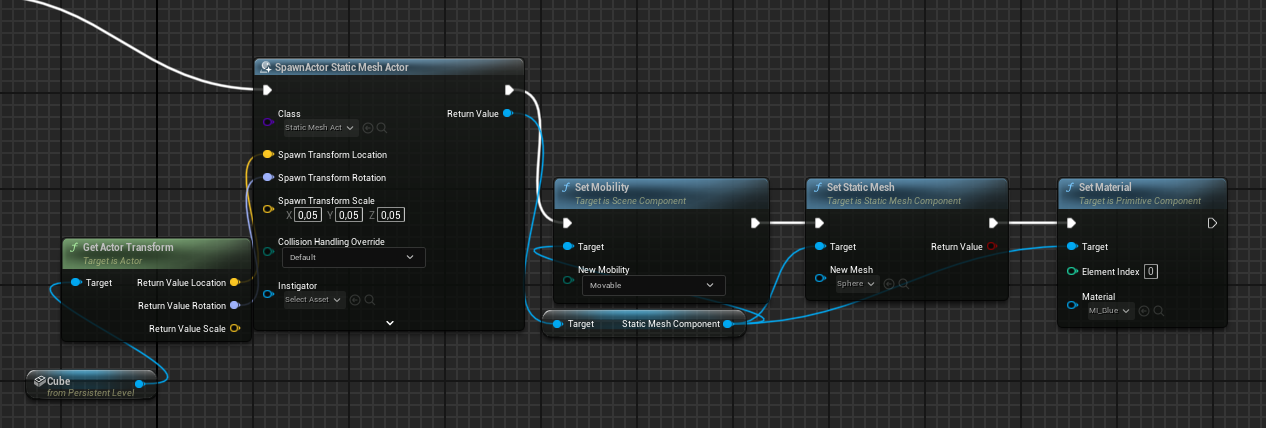 SpawnActor Static Mesh Actor
Class
Static Mesh Act
Return Value
Spawn Transform Location
Spawn Transform Rotation
Spawn Transform Scale
X 0,05 Y 0,05 Z 0,05
Collision Handling Override
Default
Instigator
Select Asset
Get Actor Transform
Target is Actor
Target
Return Value Location
Return Value Rotation
Return Value Scale
Cube
from Persistent Level
Set Mobility
Target is Scene Component
Target
New Mobility
Movable
Target
Static Mesh Component
Set Static Mesh
Target is Static Mesh Component
Target
Return Value
New Mesh
Sphere
Set Material
Target is Primitive Component
Target
Element Index 0
Material
MI_Blue